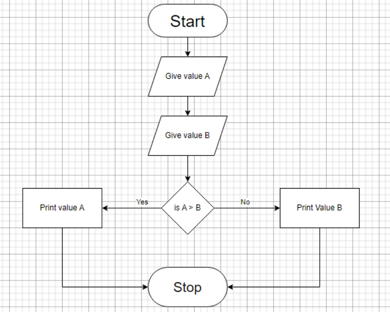 Start
Give value A
Give value B
is A > B
Yes
No
Print value A
Print Value B
Stop